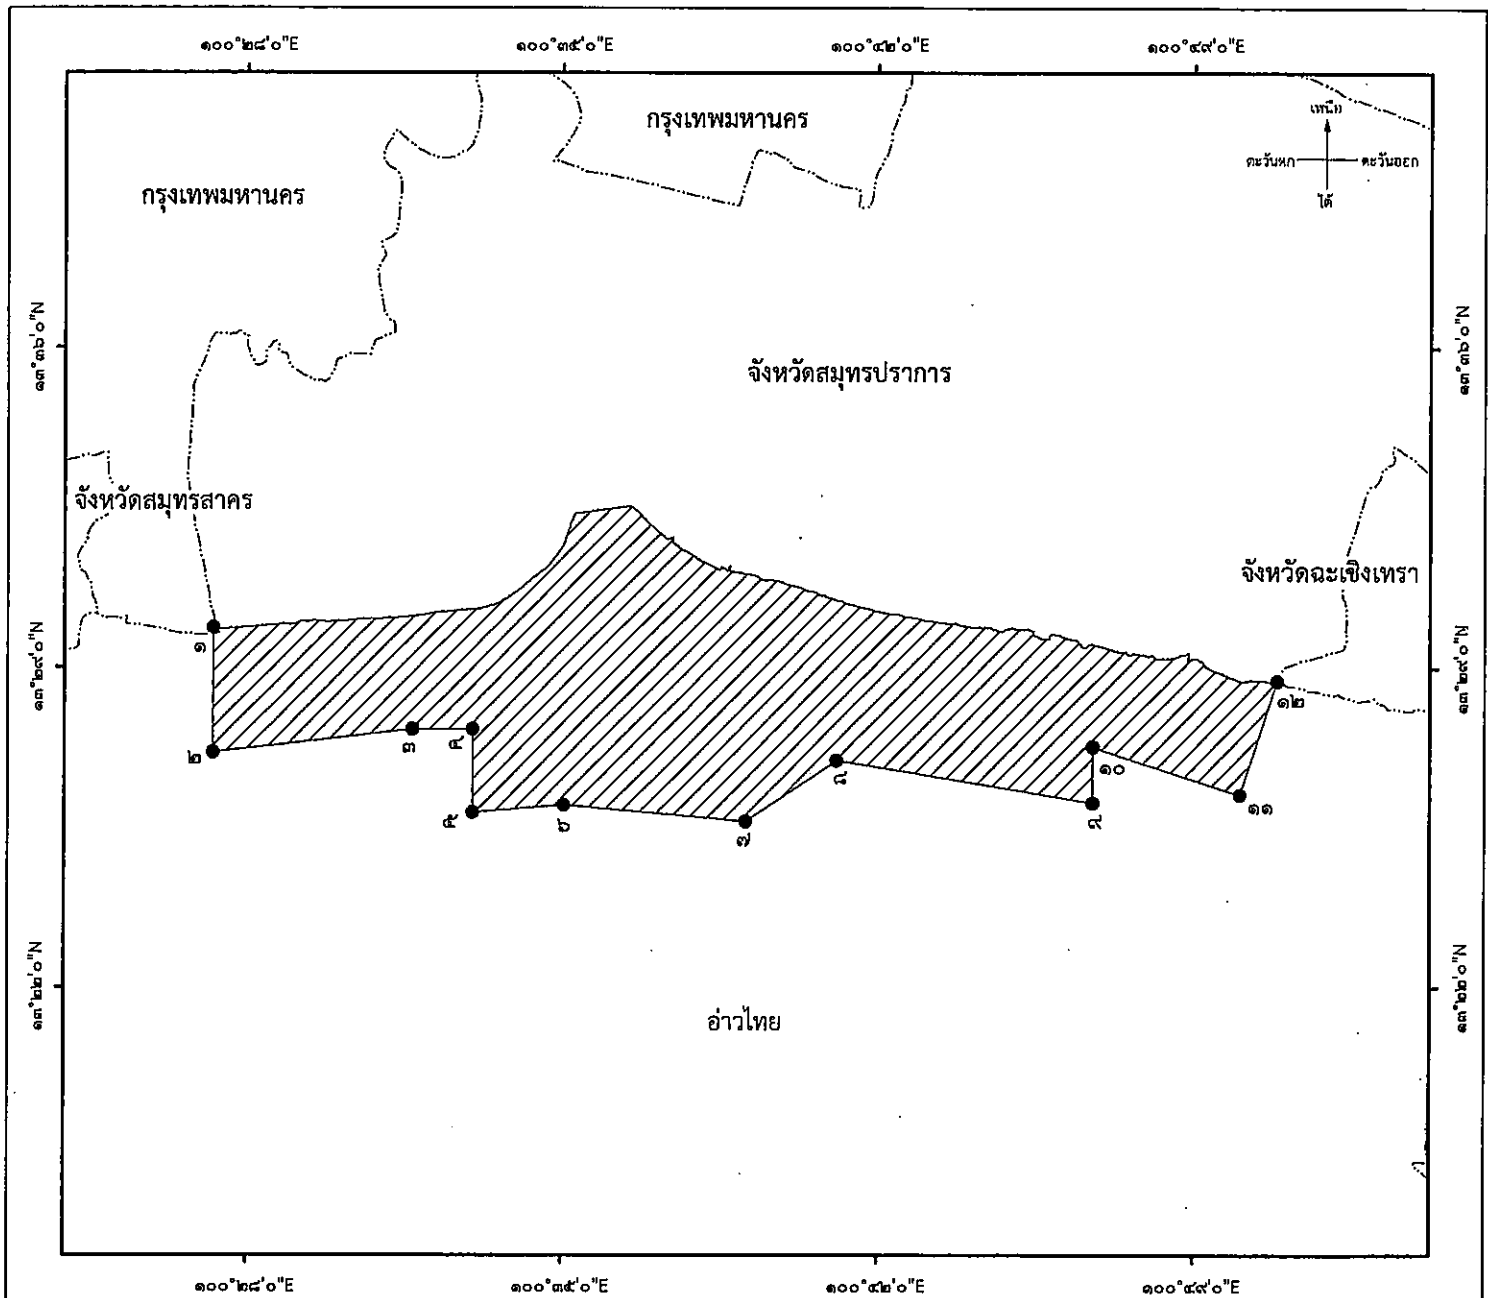 ๑๐๐°๒๘'๐"E
๑๐๐°๓๕'๐"E
๑๐๐°๔๒'๐"E
๑๐๐°๔๙'๐"E
กรุงเทพมหานคร
เหนือ
ตะวันตก
ตะวันออก
ใต้
กรุงเทพมหานคร
๑๓°๓๖'๐"N
๑๓°๓๖'๐"N
จังหวัดสมุทรปราการ
จังหวัดสมุทรสาคร
จังหวัดฉะเชิงเทรา
๑๓°๒๙'๐"N
๑๓°๒๙'๐"N
๑
๒
๓
๔
๕
๖
๗
๘
๙
๑๐
๑๑
๑๒
๑๓°๒๒'๐"N
๑๓°๒๒'๐"N
อ่าวไทย
๑๐๐°๒๘'๐"E
๑๐๐°๓๕'๐"E
๑๐๐°๔๒'๐"E
๑๐๐°๔๙'๐"E